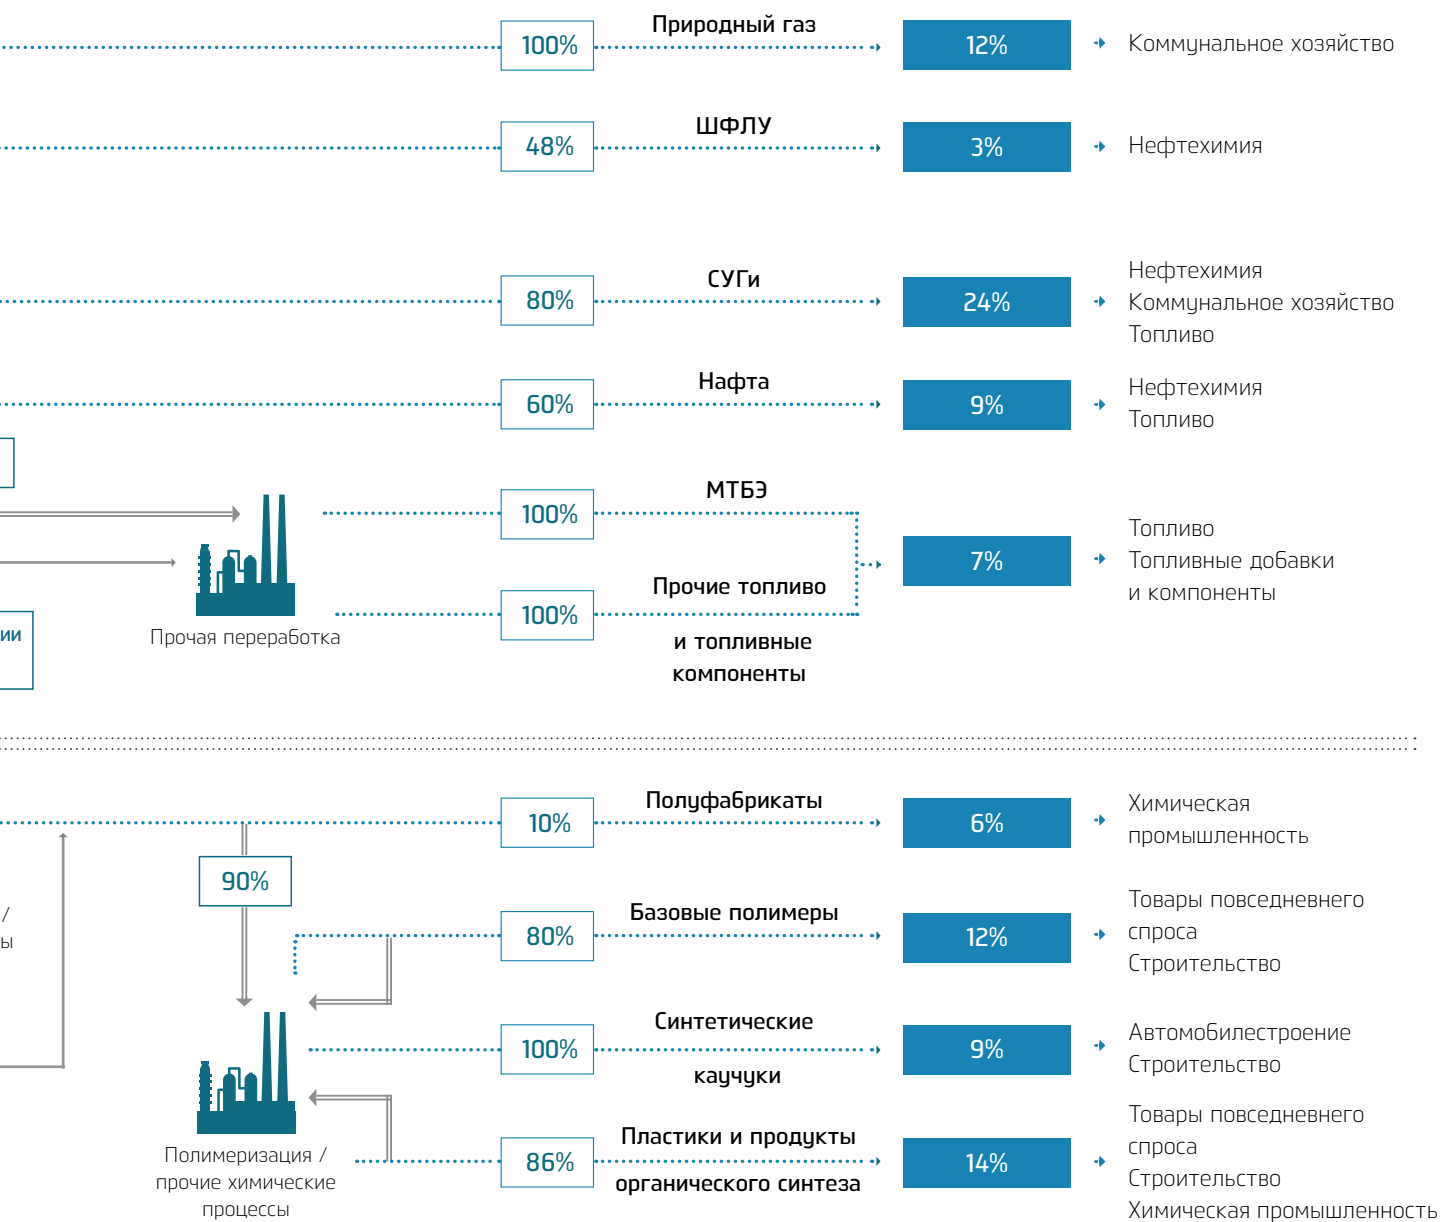 Природный газ
100%
12%
Коммунальное хозяйство
ШФЛУ
48%
3%
Нефтехимия
СУГи
80%
24%
Нефтехимия
Коммунальное хозяйство
Топливо
Нафта
60%
9%
Нефтехимия
Топливо
МТБЭ
100%
Прочие топливо
100%
и топливные
компоненты
7%
Топливо
Топливные добавки
и компоненты
ии
Прочая переработка
Полуфабрикаты
10%
6%
Химическая
промышленность
90%
/
ы
Базовые полимеры
80%
12%
Товары повседневнего
спроса
Строительство
Синтетические
100%
каучуки
9%
Автомобилестроение
Строительство
Полимеризация /
прочие химические
процессы
Пластики и продукты
86%
органического синтеза
14%
Товары повседневнего
спроса
Строительство
Химическая промышленность